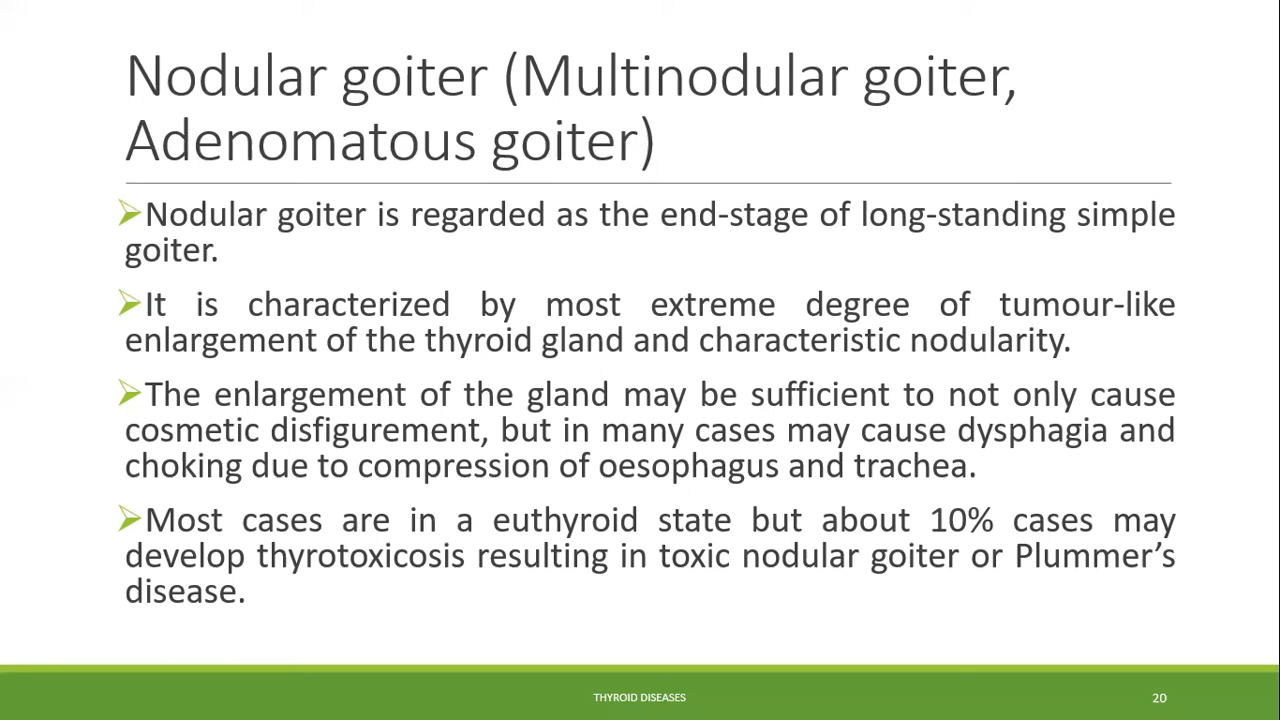 Nodular goiter (Multinodular goiter,
Adenomatous goiter)
Nodular goiter is regarded as the end-stage of long-standing simple
goiter.
It is characterized by most extreme degree of tumour-like
enlargement of the thyroid gland and characteristic nodularity.
The enlargement of the gland may be sufficient to not only cause
cosmetic disfigurement, but in many cases may cause dysphagia and
choking due to compression of oesophagus and trachea.
Most cases are in a euthyroid state but about 10% cases may
develop thyrotoxicosis resulting in toxic nodular goiter or Plummer’s
disease.
THYROID DISEASES
20